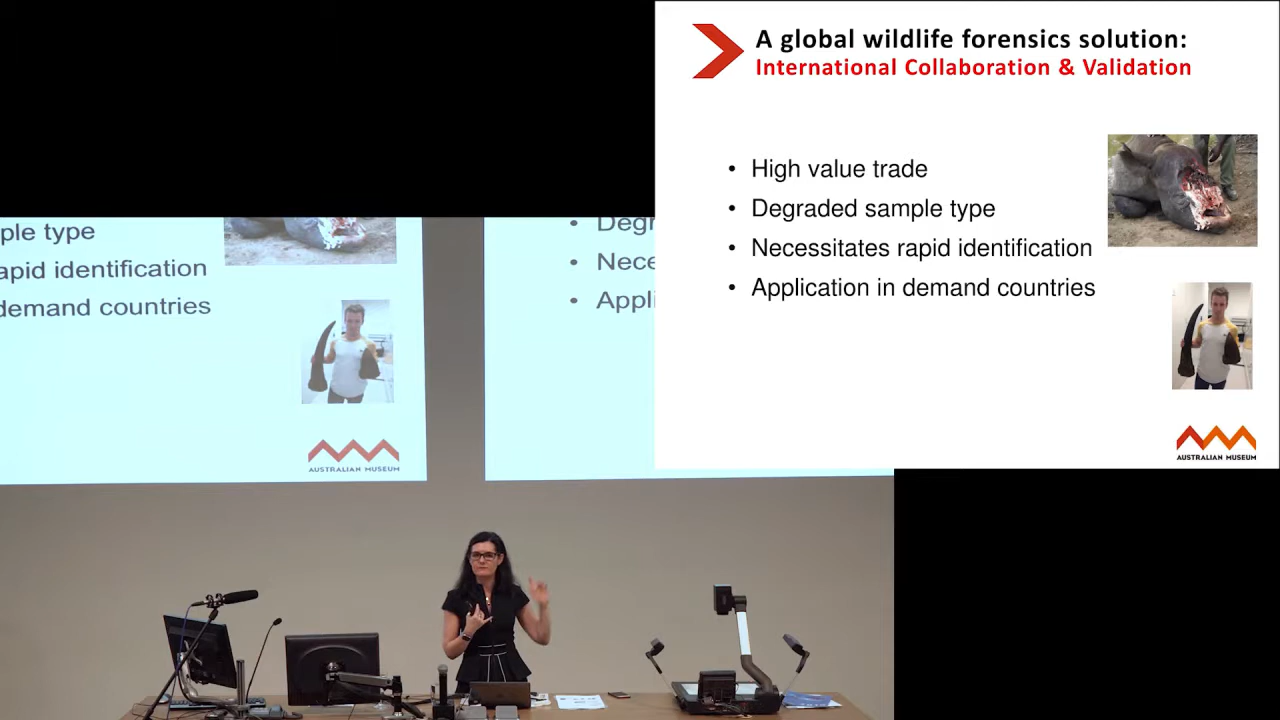 A global wildlife forensics solution:
International Collaboration & Validation
• High value trade
• Degraded sample type
• Necessitates rapid identification
• Application in demand countries
AUSTRALIAN MUSEUM
ple type
apid identification
demand countries
AUSTRALIAN MUSEUM
• Degr
• Nece
• Appli